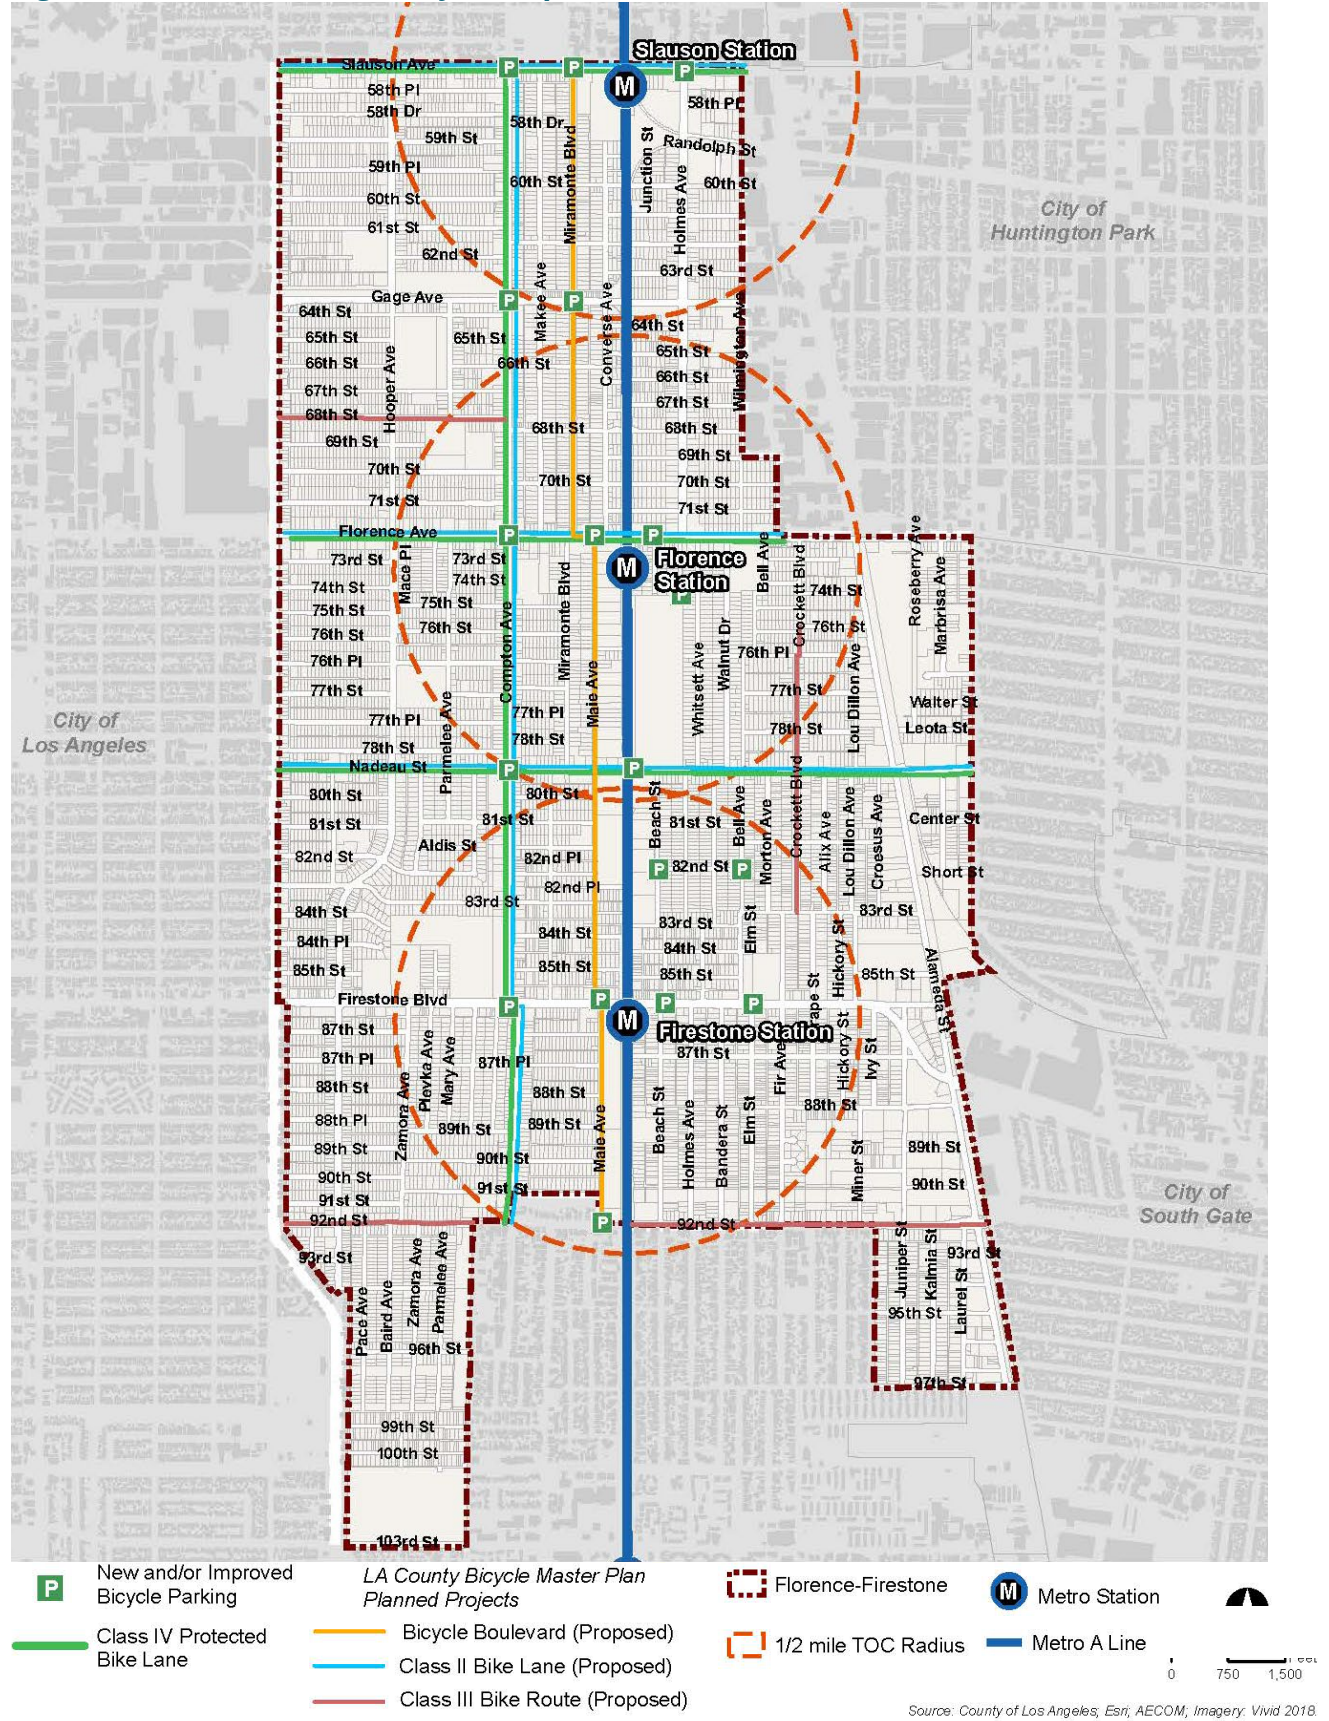 Slauson Station
Slauson Ave
58th Pl
58th Dr
59th St
59th Pl
60th St
61st St
62nd St
Gage Ave
58th Dr
60th St
Miramonte Blvd
Makee Ave
Converse Ave
Junction St
Holmes Ave
58th Pl
Randolph St
60th St
63rd St
64th St
65th St
66th St
67th St
68th St
69th St
70th St
71st St
Wilmington Ave
City of
Huntington Park
64th St
65th St
66th St
67th St
68th St
69th St
70th St
71st St
Hooper Ave
65th St
66th St
68th St
70th St
Florence Ave
Florence
Station
73rd St
74th St
75th St
76th St
76th Pl
77th St
Mace Pl
73rd St
74th St
75th St
76th St
77th Pl
78th St
Parmelee Ave
Compton Ave
Miramonte Blvd
Maie Ave
77th Pl
78th St
Whitsett Ave
Walnut Dr
Bell Ave
Crockett Blvd
74th St
76th St
76th Pl
77th St
78th St
Lou Dillon Ave
Roseberry Ave
Marbrisa Ave
Walter St
Leota St
City of
Los Angeles
Nadeau St
80th St
81st St
82nd St
84th St
84th Pl
85th St
Aldis St
80th St
81st St
82nd Pl
82nd Pl
83rd St
84th St
85th St
Beach St
81st St
Bell Ave
Morton Ave
Crockett Blvd
Alix Ave
Lou Dillon Ave
Croesus Ave
Center St
Short St
82nd St
83rd St
84th St
85th St
Elm St
Hickory St
83rd St
85th St
Alameda St
Firestone Blvd
Firestone Station
87th St
87th Pl
88th St
88th Pl
89th St
90th St
91st St
92nd St
93rd St
Zamora Ave
Plevka Ave
Mary Ave
87th Pl
89th St
90th St
91st St
88th St
89th St
Maie Ave
87th St
Beach St
Holmes Ave
Bandera St
Elm St
Fir Ave
Hickory St
Ivy St
88th St
Miner St
89th St
90th St
92nd St
93rd St
Juniper St
Kalmia St
Laurel St
95th St
97th St
City of
South Gate
Pace Ave
Baird Ave
Zamora Ave
Parmelee Ave
96th St
99th St
100th St
103rd St
New and/or Improved
Bicycle Parking
Class IV Protected
Bike Lane
LA County Bicycle Master Plan
Planned Projects
Bicycle Boulevard (Proposed)
Class II Bike Lane (Proposed)
Class III Bike Route (Proposed)
Florence-Firestone
1/2 mile TOC Radius
Metro Station
Metro A Line
0 750 1,500
Source: County of Los Angeles; Esri; AECOM; Imagery: Vivid 2018.